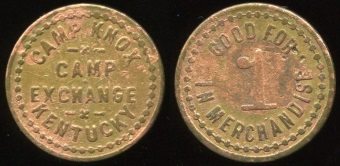 CAMP KNOX
CAMP
EXCHANGE
KENTUCKY
GOOD FOR
1
IN MERCHANDISE